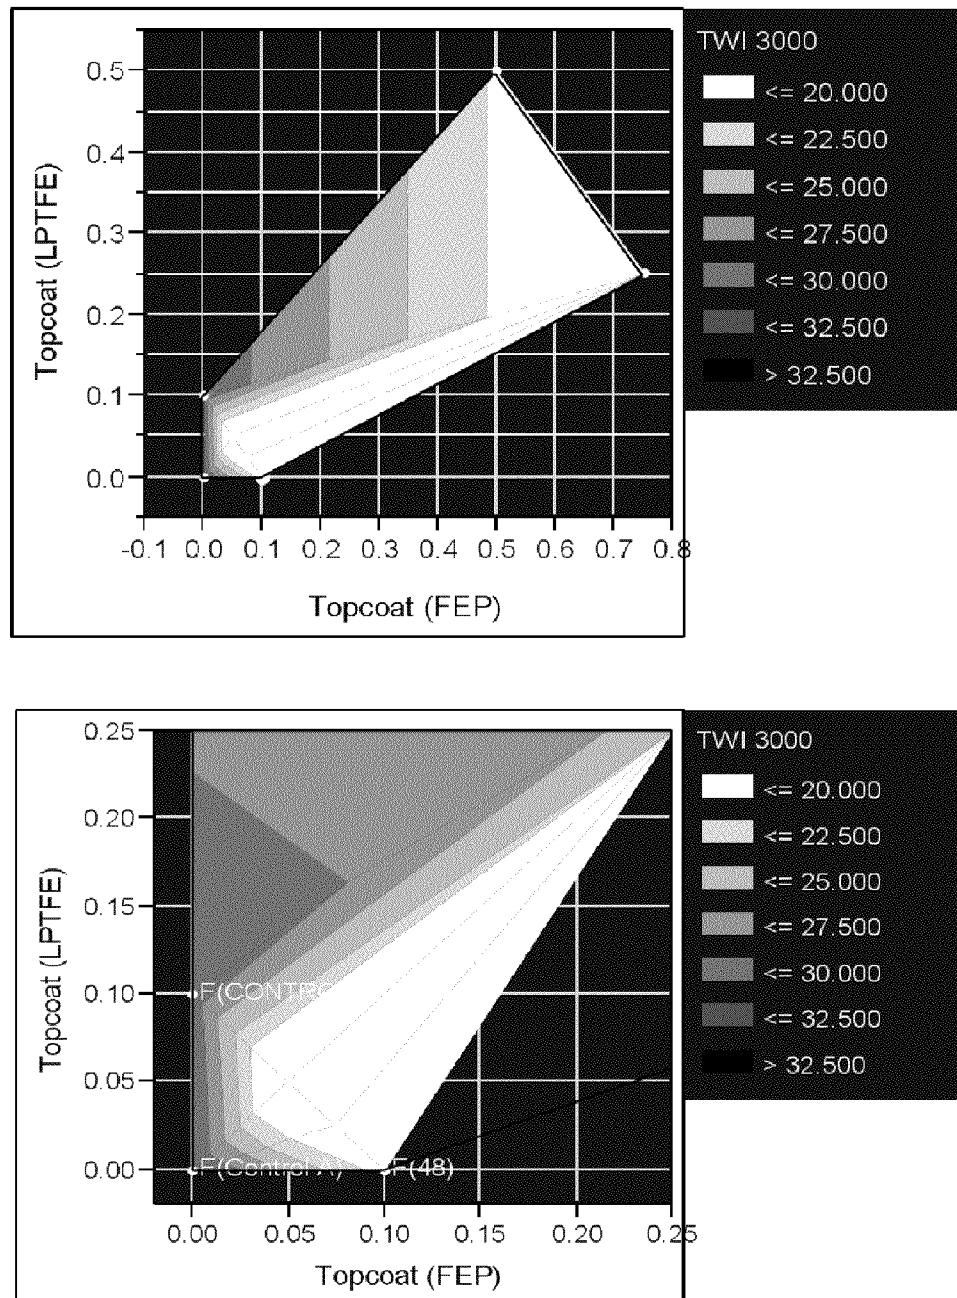 TWI 3000
<= 20.000
<= 22.500
<= 25.000
<= 27.500
<= 30.000
<= 32.500
> 32.500
Topcoat (LPTFE)
0.5
0.4
0.3
0.2
0.1
0.0
-0.1 0.0 0.1 0.2 0.3 0.4 0.5 0.6 0.7 0.8
Topcoat (FEP)
TWI 3000
<= 20.000
<= 22.500
<= 25.000
<= 27.500
<= 30.000
<= 32.500
> 32.500
Topcoat (LPTFE)
0.25
0.20
0.15
0.10
0.05
0.00
F(CONTRO
F(Control A)
F(48)
0.00 0.05 0.10 0.15 0.20 0.25
Topcoat (FEP)